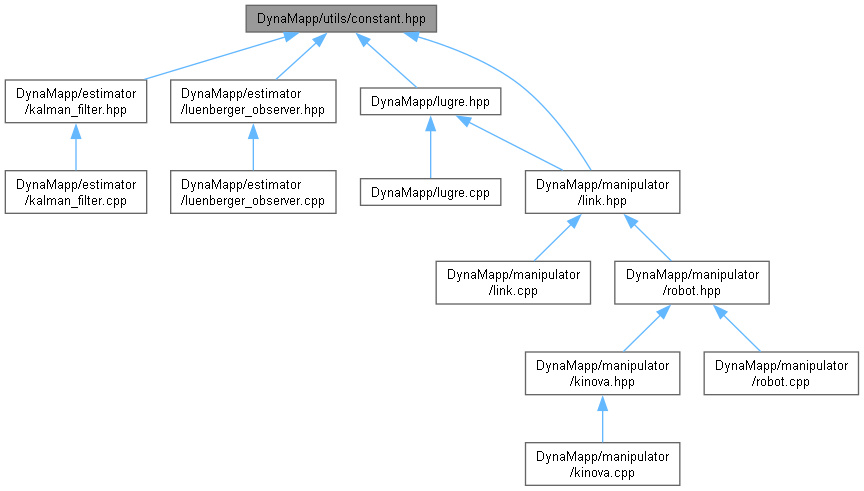 DynaMapp/utils/constant.hpp
DynaMapp/estimator
/kalman_filter.hpp
DynaMapp/estimator
/luenberger_observer.hpp
DynaMapp/lugre.hpp
DynaMapp/estimator
/kalman_filter.cpp
DynaMapp/estimator
/luenberger_observer.cpp
DynaMapp/lugre.cpp
DynaMapp/manipulator
/link.hpp
DynaMapp/manipulator
/link.cpp
DynaMapp/manipulator
/robot.hpp
DynaMapp/manipulator
/kinova.hpp
DynaMapp/manipulator
/robot.cpp
DynaMapp/manipulator
/kinova.cpp